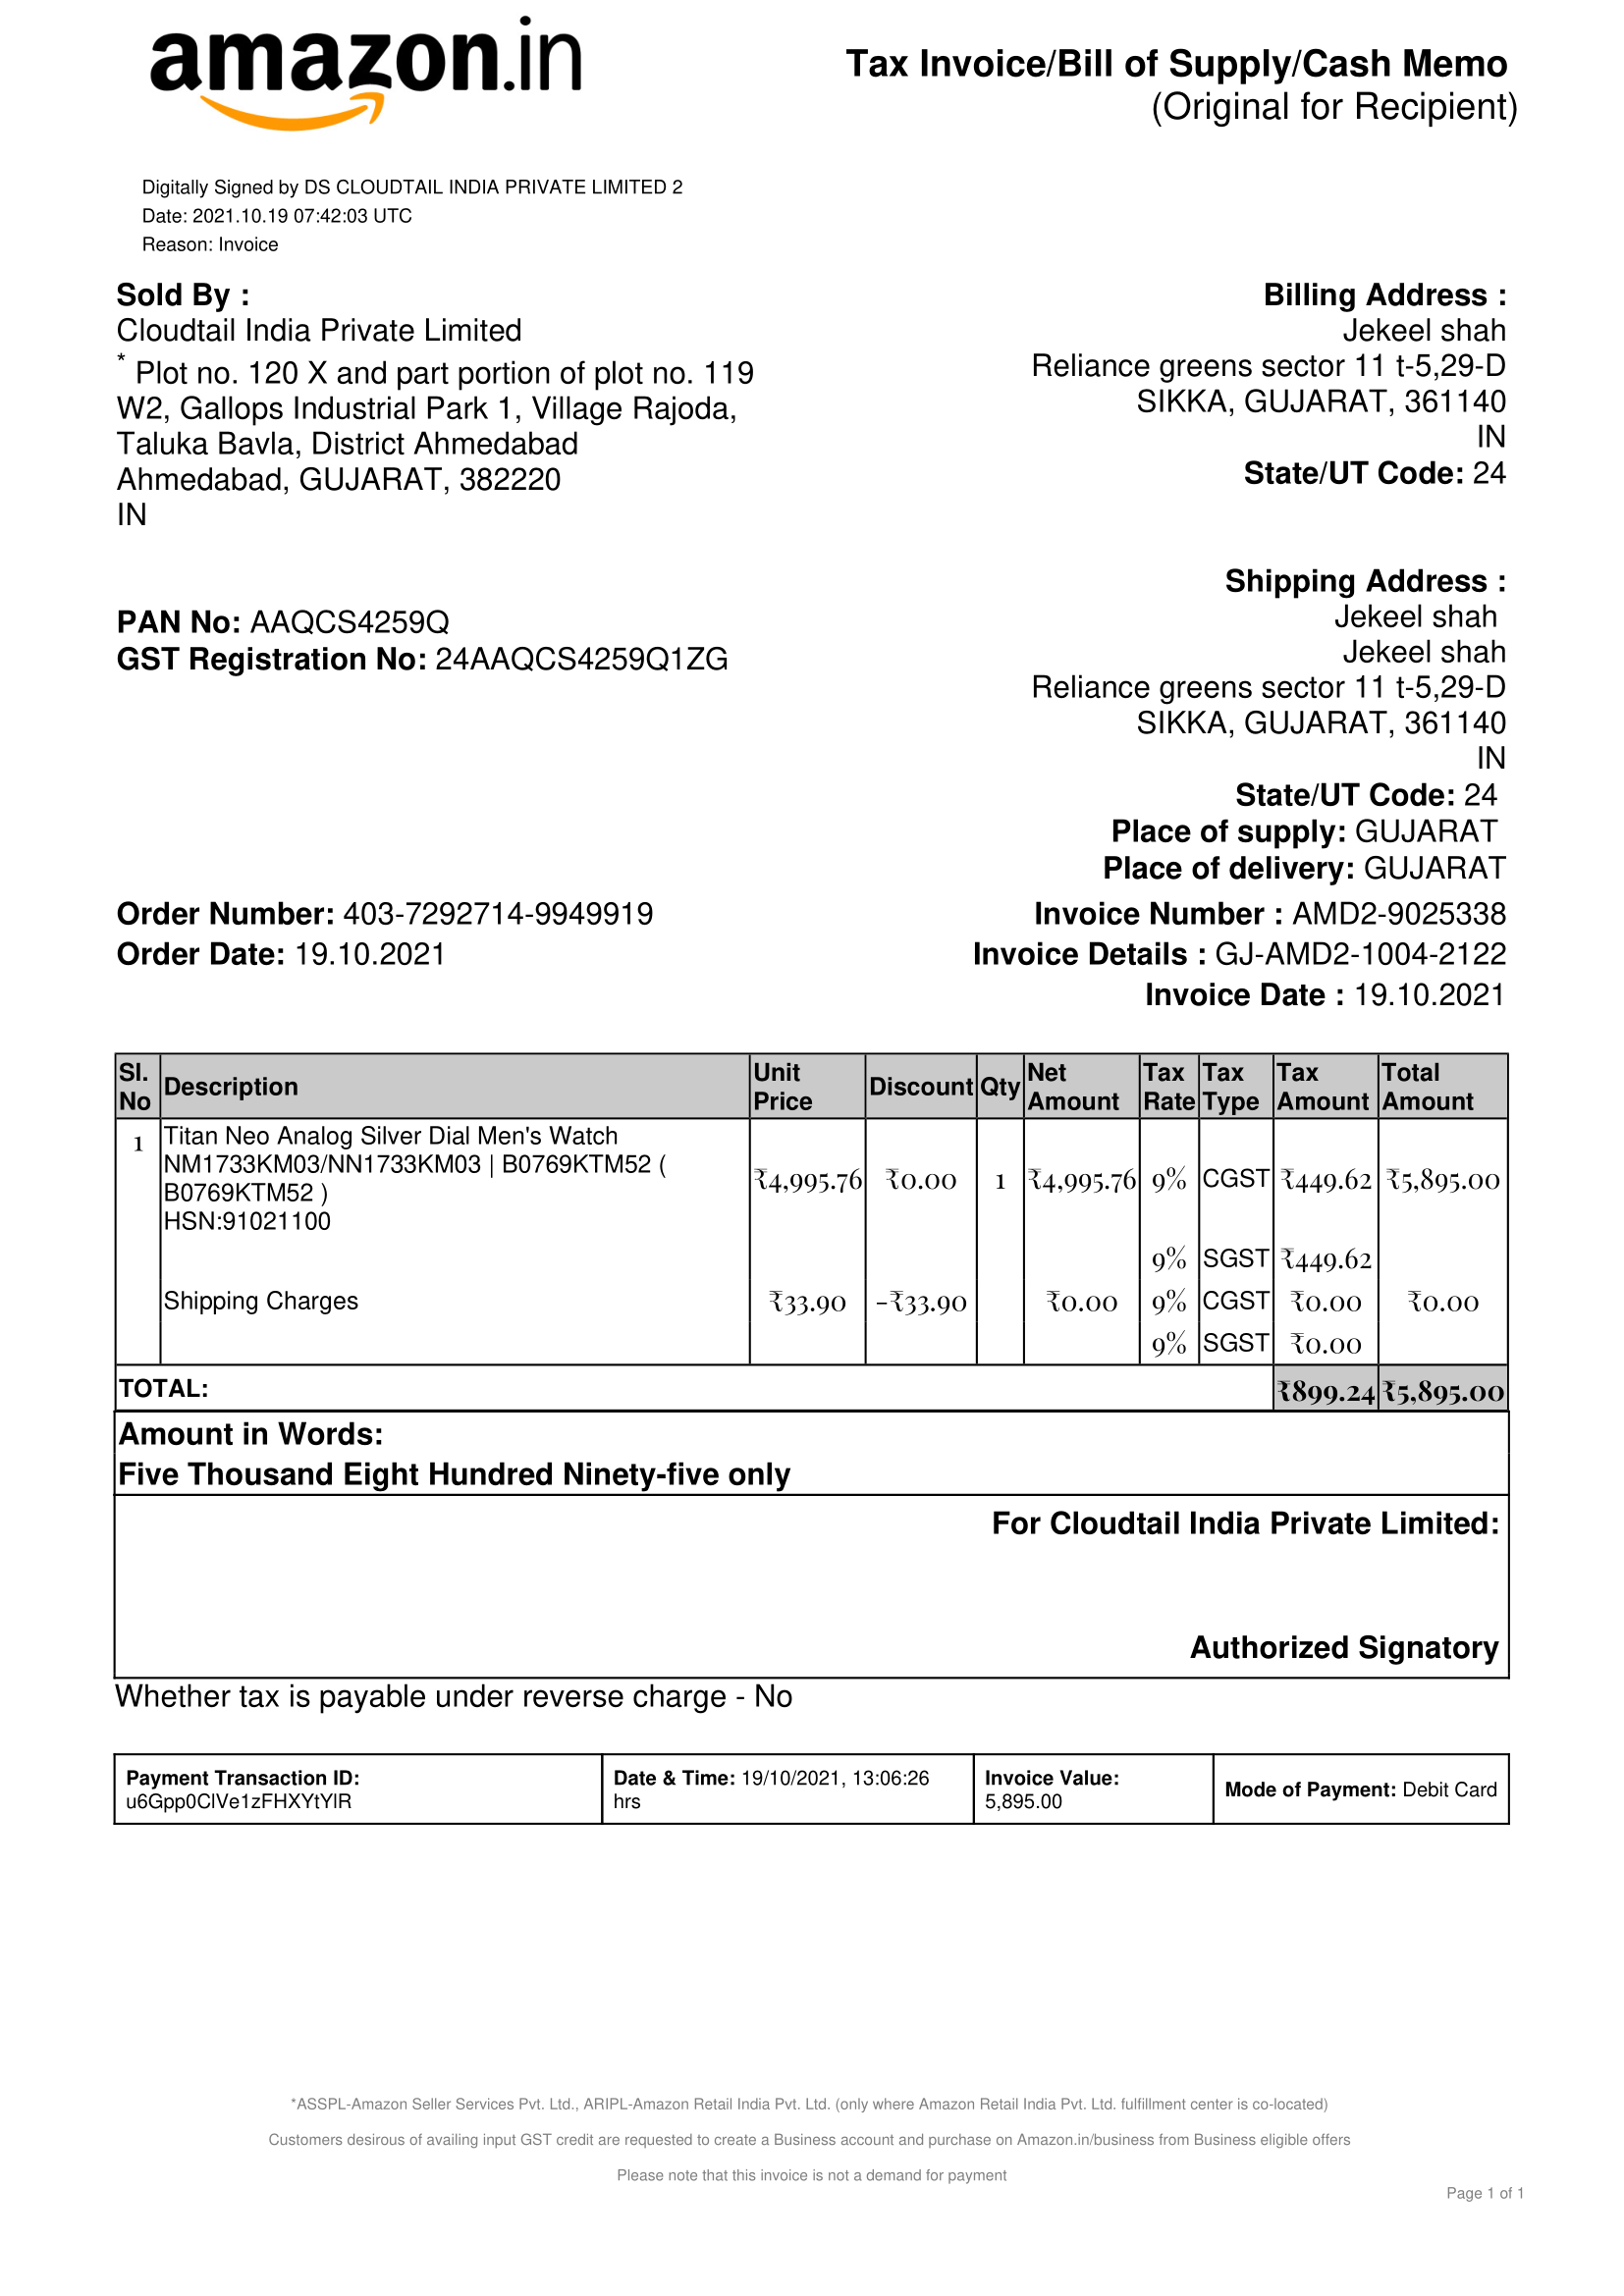 amazon.in
Tax Invoice/Bill of Supply/Cash Memo
(Original for Recipient)
Digitally Signed by DS CLOUDTAIL INDIA PRIVATE LIMITED 2
Date: 2021.10.19 07:42:03 UTC
Reason: Invoice
Sold By :
Cloudtail India Private Limited
* Plot no. 120 X and part portion of plot no. 119
W2, Gallops Industrial Park 1, Village Rajoda,
Taluka Bavla, District Ahmedabad
Ahmedabad, GUJARAT, 382220
IN
Billing Address :
Jekeel shah
Reliance greens sector 11 t-5,29-D
SIKKA, GUJARAT, 361140
IN
State/UT Code: 24
PAN No: AAQCS4259Q
GST Registration No: 24AAQCS4259Q1ZG
Shipping Address :
Jekeel shah
Jekeel shah
Reliance greens sector 11 t-5,29-D
SIKKA, GUJARAT, 361140
IN
State/UT Code: 24
Place of supply: GUJARAT
Place of delivery: GUJARAT
Order Number: 403-7292714-9949919
Order Date: 19.10.2021
Invoice Number : AMD2-9025338
Invoice Details : GJ-AMD2-1004-2122
Invoice Date : 19.10.2021
Sl. No Description Unit Price Discount Qty Net Amount Tax Rate Tax Type Tax Amount Total Amount
1 Titan Neo Analog Silver Dial Men's Watch
NM1733KM03/NN1733KM03 | B0769KTM52 (
B0769KTM52 )
HSN:91021100
₹4,995.76 ₹0.00 1 ₹4,995.76 9% CGST ₹449.62 ₹5,895.00
9% SGST ₹449.62
Shipping Charges ₹33.90 -₹33.90 ₹0.00 9% CGST ₹0.00 ₹0.00
9% SGST ₹0.00
TOTAL: ₹899.24 ₹5,895.00
Amount in Words:
Five Thousand Eight Hundred Ninety-five only
For Cloudtail India Private Limited:
Authorized Signatory
Whether tax is payable under reverse charge - No
Payment Transaction ID:
u6Gpp0ClVe1zFHXYtYlR
Date & Time: 19/10/2021, 13:06:26
hrs
Invoice Value:
5,895.00
Mode of Payment: Debit Card
*ASSPL-Amazon Seller Services Pvt. Ltd., ARIPL-Amazon Retail India Pvt. Ltd. (only where Amazon Retail India Pvt. Ltd. fulfillment center is co-located)
Customers desirous of availing input GST credit are requested to create a Business account and purchase on Amazon.in/business from Business eligible offers
Please note that this invoice is not a demand for payment
Page 1 of 1